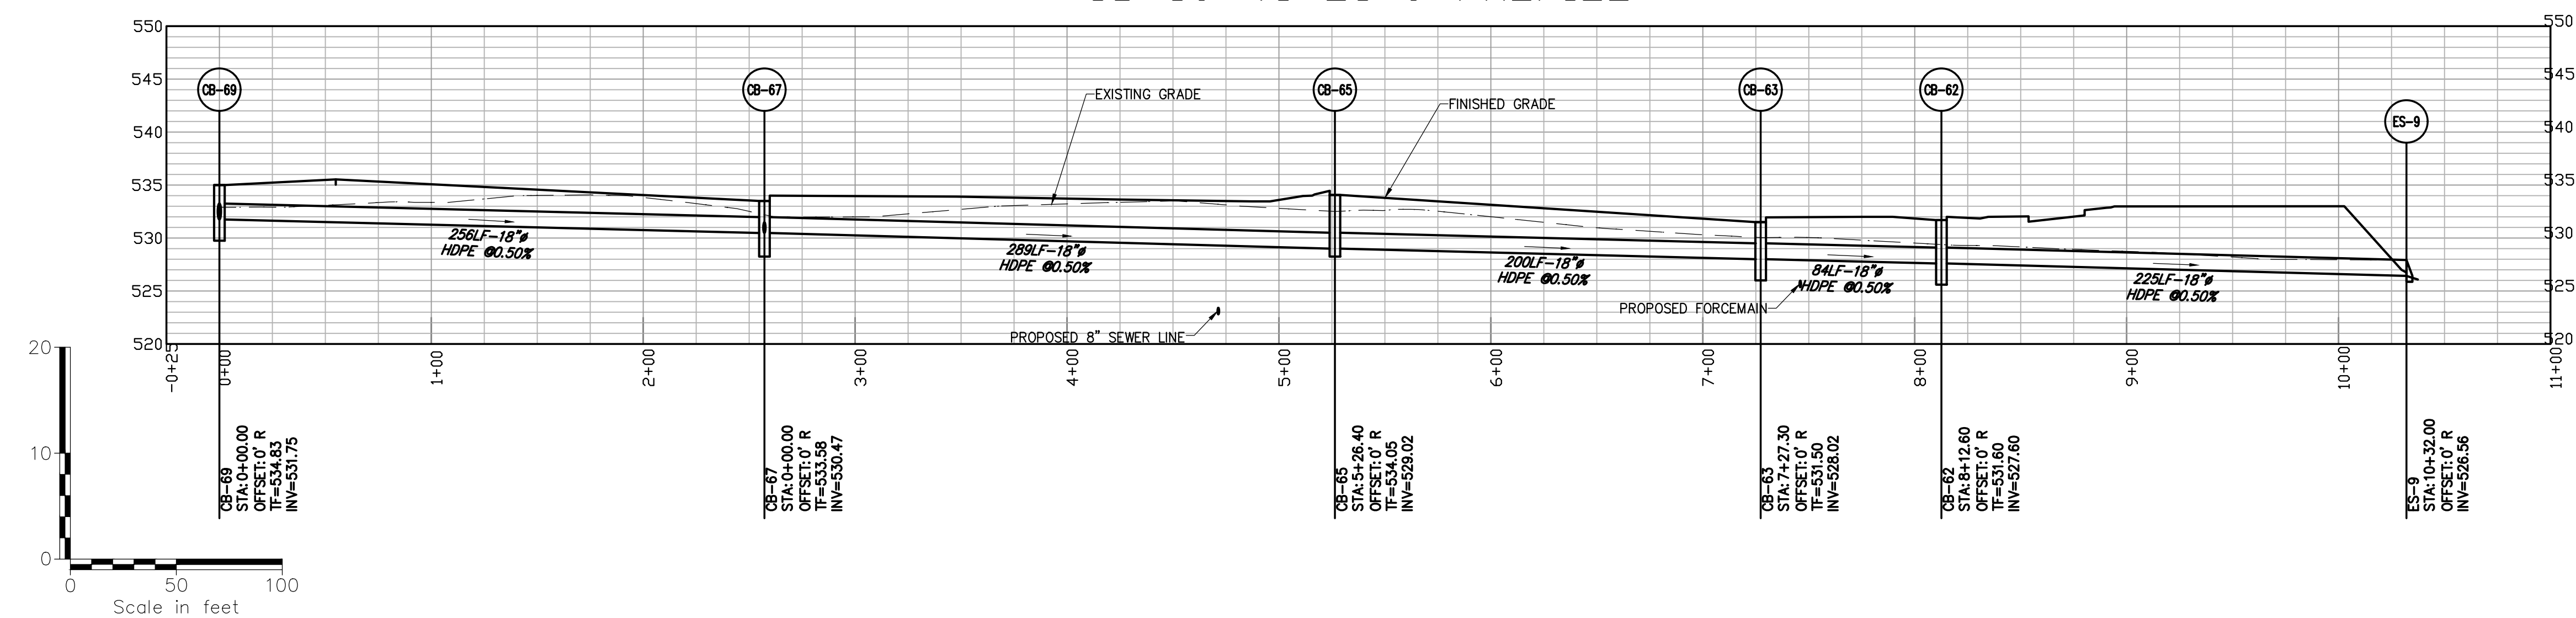 550
550
545
545
540
540
535
535
530
530
525
525
520
520
CB-69
CB-67
CB-65
CB-63
CB-62
ES-9
EXISTING GRADE
FINISHED GRADE
256LF-18"ø
HDPE @0.50%
289LF-18"ø
HDPE @0.50%
200LF-18"ø
HDPE @0.50%
84LF-18"ø
HDPE @0.50%
225LF-18"ø
HDPE @0.50%
PROPOSED 8" SEWER LINE
PROPOSED FORCEMAIN
-0+25
0+00
1+00
2+00
3+00
4+00
5+00
6+00
7+00
8+00
9+00
10+00
11+00
CB-69
STA:0+00.00
OFFSET:0' R
TF=534.83
INV=531.75
CB-67
STA:0+00.00
OFFSET:0' R
TF=533.58
INV=530.47
CB-65
STA:5+26.40
OFFSET:0' R
TF=534.05
INV=529.02
CB-63
STA:7+27.30
OFFSET:0' R
TF=531.50
INV=528.02
CB-62
STA:8+12.60
OFFSET:0' R
TF=531.60
INV=527.60
ES-9
STA:10+32.00
OFFSET:0' R
INV=526.56
20
10
0
0 50 100
Scale in feet